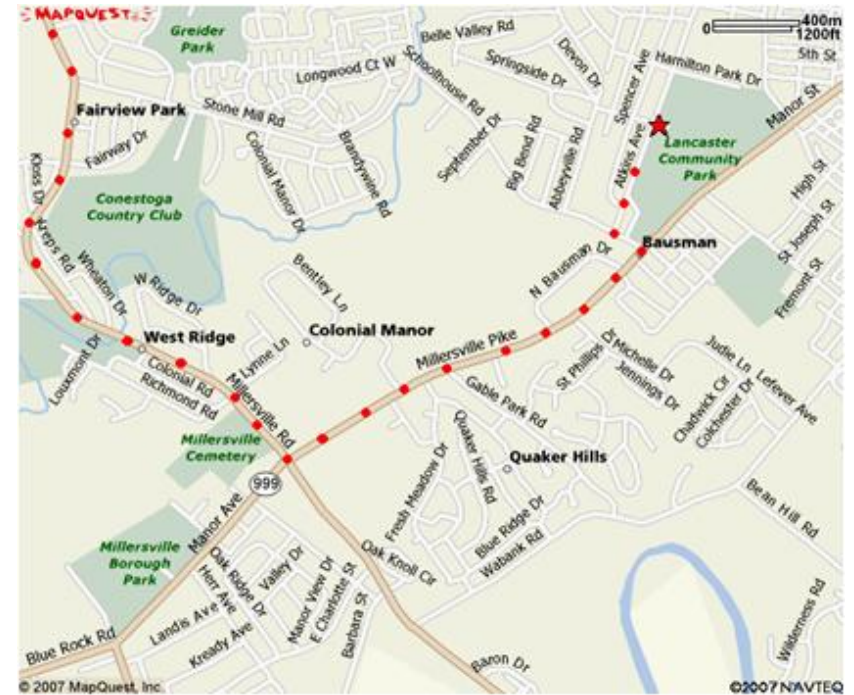 MAPQUEST
400m
0
1200ft
5th St
Greider
Park
Belle Valley Rd
Devon Dr
Spencer Ave
Hamilton Park Dr
Longwood Ct W
Schoolhouse Rd
Springside Dr
Manor St
Fairview Park
Stone Mill Rd
Fairway Dr
Colonial Manor Dr
Brandywine Rd
September Dr
Big Bend Rd
Abbeyville Rd
Atkins Ave
Lancaster
Community
Park
High St
St Joseph St
Fremont St
Kloss Dr
Kreps Rd
Conestoga
Country Club
Wheaton Dr
W Ridge Dr
Bentley Ln
N Bausman Dr
Bausman
West Ridge
Colonial Manor
Lynne Ln
Millersville Pike
Louxmont Dr
Colonial Rd
Richmond Rd
Millersville Rd
St Phillips Dr
Michelle Dr
Jennings Dr
Judie Ln
Lefever Ave
Chadwick Cir
Colchester Dr
Gable Park Rd
Millersville
Cemetery
Quaker Hills Rd
Quaker Hills
Fresh Meadow Dr
999
Manor Ave
Blue Ridge Dr
Wabank Rd
Bean Hill Rd
Millersville
Borough
Park
Oak Ridge Dr
Valley Dr
Herr Ave
Manor View Dr
E Charlotte St
Oak Knoll Cir
Barbara St
Landis Ave
Kready Ave
Blue Rock Rd
Baron Dr
Wilderness Rd
© 2007 MapQuest, Inc.
©2007 NAVTEQ